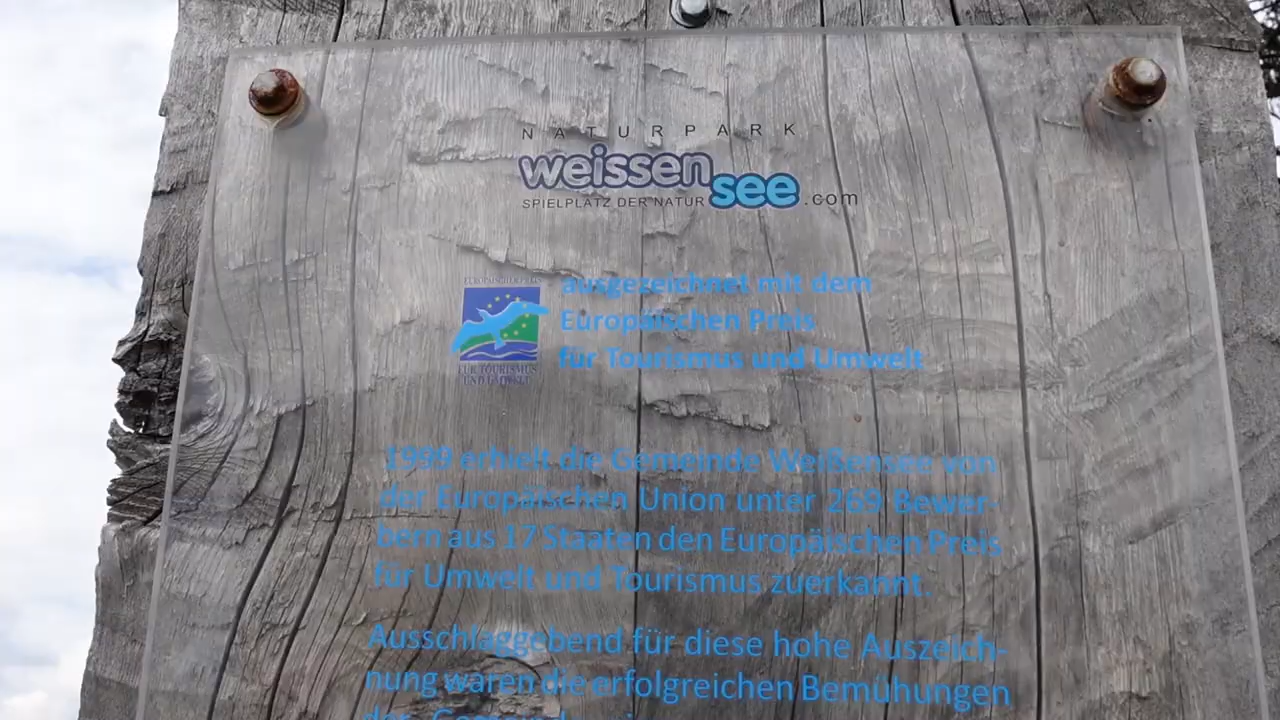 NATURPARK
weissen
see
SPIELPLATZ DER NATUR
.com
ausgezeichnet mit dem
Europäischen Preis
für Tourismus und Umwelt
FÜR TOURISMUS
UND UMWELT
1999 erhielt die Gemeinde Weißensee von
der Europäischen Union unter 269 Bewer-
bern aus 17 Staaten den Europäischen Preis
für Umwelt und Tourismus zuerkannt.
Ausschlaggebend für diese hohe Auszeich-
nung waren die erfolgreichen Bemühungen